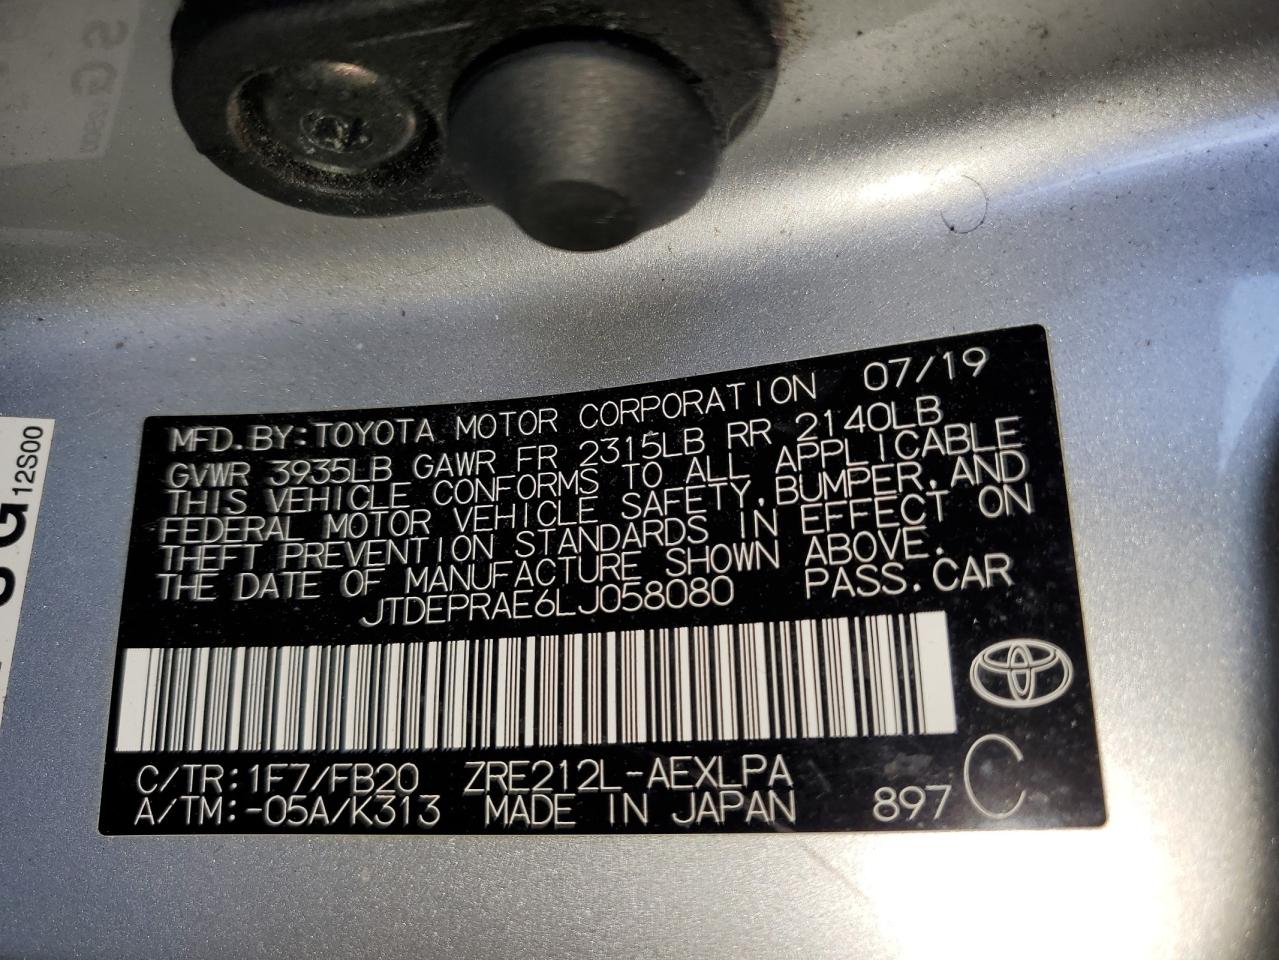 MFD.BY:TOYOTA MOTOR CORPORATION 07/19
GVWR 3935LB GAWR FR 2315LB RR 2140LB
THIS VEHICLE CONFORMS TO ALL APPLICABLE
FEDERAL MOTOR VEHICLE SAFETY,BUMPER,AND
THEFT PREVENTION STANDARDS IN EFFECT ON
THE DATE OF MANUFACTURE SHOWN ABOVE.
JTDEPRAE6LJ058080 PASS.CAR
C/TR:1F7/FB20 ZRE212L-AEXLPA
A/TM:-05A/K313 MADE IN JAPAN 897 C
12S00